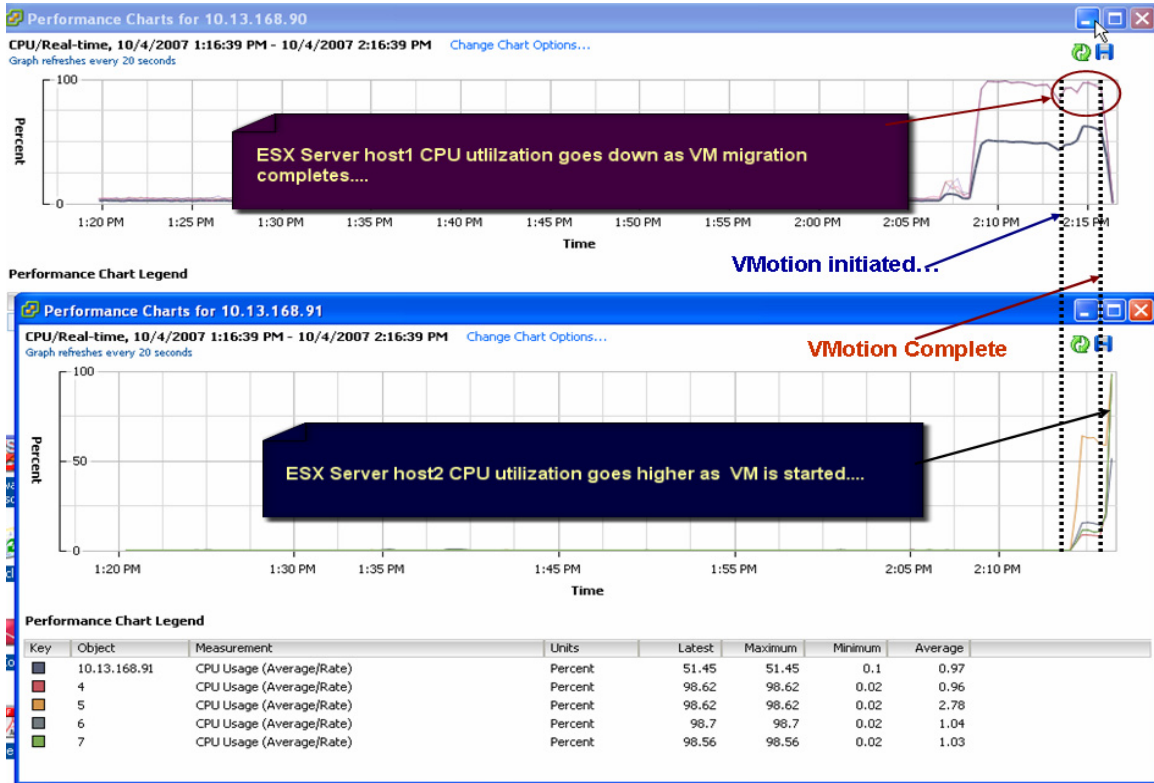 Performance Charts for 10.13.168.90
CPU/Real-time, 10/4/2007 1:16:39 PM - 10/4/2007 2:16:39 PM Change Chart Options...
Graph refreshes every 20 seconds
100
Percent
0
ESX Server host1 CPU utlilzation goes down as VM migration
completes....
1:20 PM 1:25 PM 1:30 PM 1:35 PM 1:40 PM 1:45 PM 1:50 PM 1:55 PM 2:00 PM 2:05 PM 2:10 PM 2:15 PM
Time
VMotion initiated...
Performance Chart Legend
Performance Charts for 10.13.168.91
CPU/Real-time, 10/4/2007 1:16:39 PM - 10/4/2007 2:16:39 PM Change Chart Options...
Graph refreshes every 20 seconds
VMotion Complete
100
Percent
50
0
ESX Server host2 CPU utilization goes higher as VM is started....
1:20 PM 1:30 PM 1:35 PM 1:45 PM 1:55 PM 2:05 PM 2:10 PM
Time
Performance Chart Legend
Key Object Measurement Units Latest Maximum Minimum Average
10.13.168.91 CPU Usage (Average/Rate) Percent 51.45 51.45 0.1 0.97
4 CPU Usage (Average/Rate) Percent 98.62 98.62 0.02 0.96
5 CPU Usage (Average/Rate) Percent 98.62 98.62 0.02 2.78
6 CPU Usage (Average/Rate) Percent 98.7 98.7 0.02 1.04
7 CPU Usage (Average/Rate) Percent 98.56 98.56 0.02 1.03